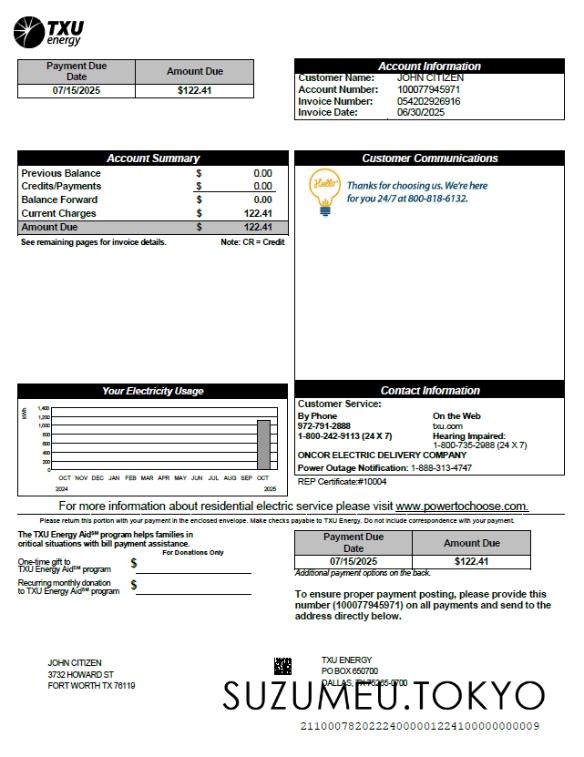 TXU
energy
Payment Due Date
Amount Due
07/15/2025
$122.41
Account Information
Customer Name: JOHN CITIZEN
Account Number: 100077945971
Invoice Number: 054202926916
Invoice Date: 06/30/2025
Account Summary
Previous Balance $ 0.00
Credits/Payments $ 0.00
Balance Forward $ 0.00
Current Charges $ 122.41
Amount Due $ 122.41
See remaining pages for invoice details. Note: CR = Credit
Customer Communications
Hello!
Thanks for choosing us. We're here
for you 24/7 at 800-818-6132.
Your Electricity Usage
kWh
1,400
1,200
1,000
800
600
400
200
0
OCT NOV DEC JAN FEB MAR APR MAY JUN JUL AUG SEP OCT
2024 2025
Contact Information
Customer Service:
By Phone
972-791-2888
1-800-242-9113 (24 X 7)
On the Web
txu.com
Hearing Impaired:
1-800-735-2988 (24 X 7)
ONCOR ELECTRIC DELIVERY COMPANY
Power Outage Notification: 1-888-313-4747
REP Certificate:#10004
For more information about residential electric service please visit www.powertochoose.com.
Please return this portion with your payment in the enclosed envelope. Make checks payable to TXU Energy. Do not include correspondence with your payment.
The TXU Energy Aid℠ program helps families in
critical situations with bill payment assistance.
For Donations Only
One-time gift to
TXU Energy Aid℠ program $
Recurring monthly donation
to TXU Energy Aid℠ program $
Payment Due Date
Amount Due
07/15/2025
$122.41
Additional payment options on the back.
To ensure proper payment posting, please provide this
number (100077945971) on all payments and send to the
address directly below.
JOHN CITIZEN
3732 HOWARD ST
FORT WORTH TX 76119
TXU ENERGY
PO BOX 650700
DALLAS, TX 75265-0700
SUZUMEU.TOKYO
2110007820222400000122410000000009